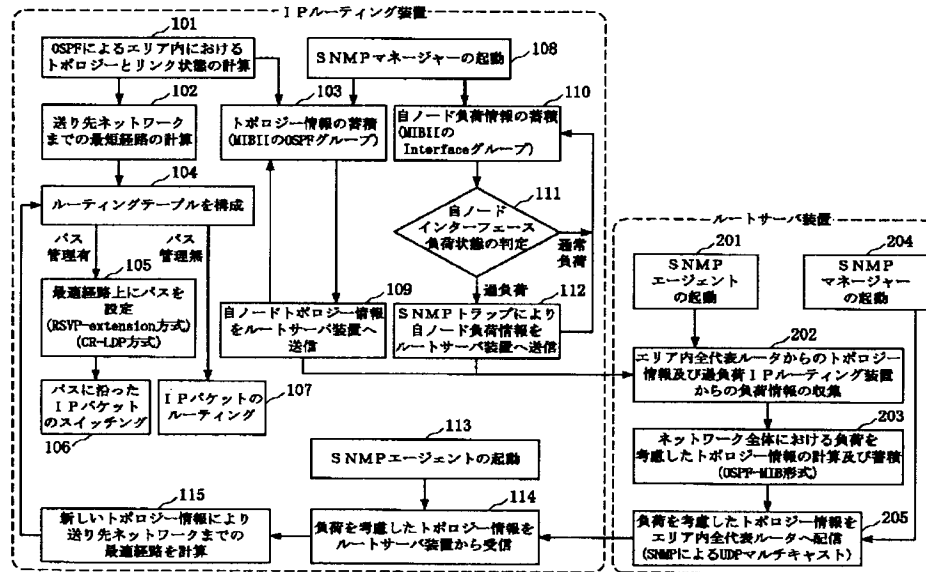 ＩＰルーティング装置
101
OSPFによるエリア内における
トポロジーとリンク状態の計算
102
送り先ネットワーク
までの最短経路の計算
104
ルーティングテーブルを構成
パス
管理有
パス
管理無
105
最適経路上にパスを
設定
(RSVP-extension方式)
(CR-LDP方式)
パスに沿った
ＩＰパケット
のスイッチング
106
ＩＰパケットの
ルーティング
107
108
ＳＮＭＰマネージャーの起動
103
トポロジー情報の蓄積
(MIBIIのOSPFグループ)
110
自ノード負荷情報の蓄積
(MIBIIの
Interfaceグループ)
111
自ノード
インターフェース
負荷状態の判定
通常
負荷
過負荷
109
自ノードトポロジー情報
をルートサーバ装置へ
送信
112
ＳＮＭＰトラップにより
自ノード負荷情報を
ルートサーバ装置へ送信
113
ＳＮＭＰエージェントの起動
114
負荷を考慮したトポロジー情報を
ルートサーバ装置から受信
115
新しいトポロジー情報により
送り先ネットワークまでの
最適経路を計算
ルートサーバ装置
201
ＳＮＭＰ
エージェント
の起動
204
ＳＮＭＰ
マネージャー
の起動
202
エリア内全代表ルータからのトポロジー
情報及び過負荷ＩＰルーティング装置
からの負荷情報の収集
203
ネットワーク全体における負荷を
考慮したトポロジー情報の計算及び蓄積
(OSPF-MIB形式)
205
負荷を考慮したトポロジー情報を
エリア内全代表ルータへ配信
(SNMPによるUDPマルチキャスト)